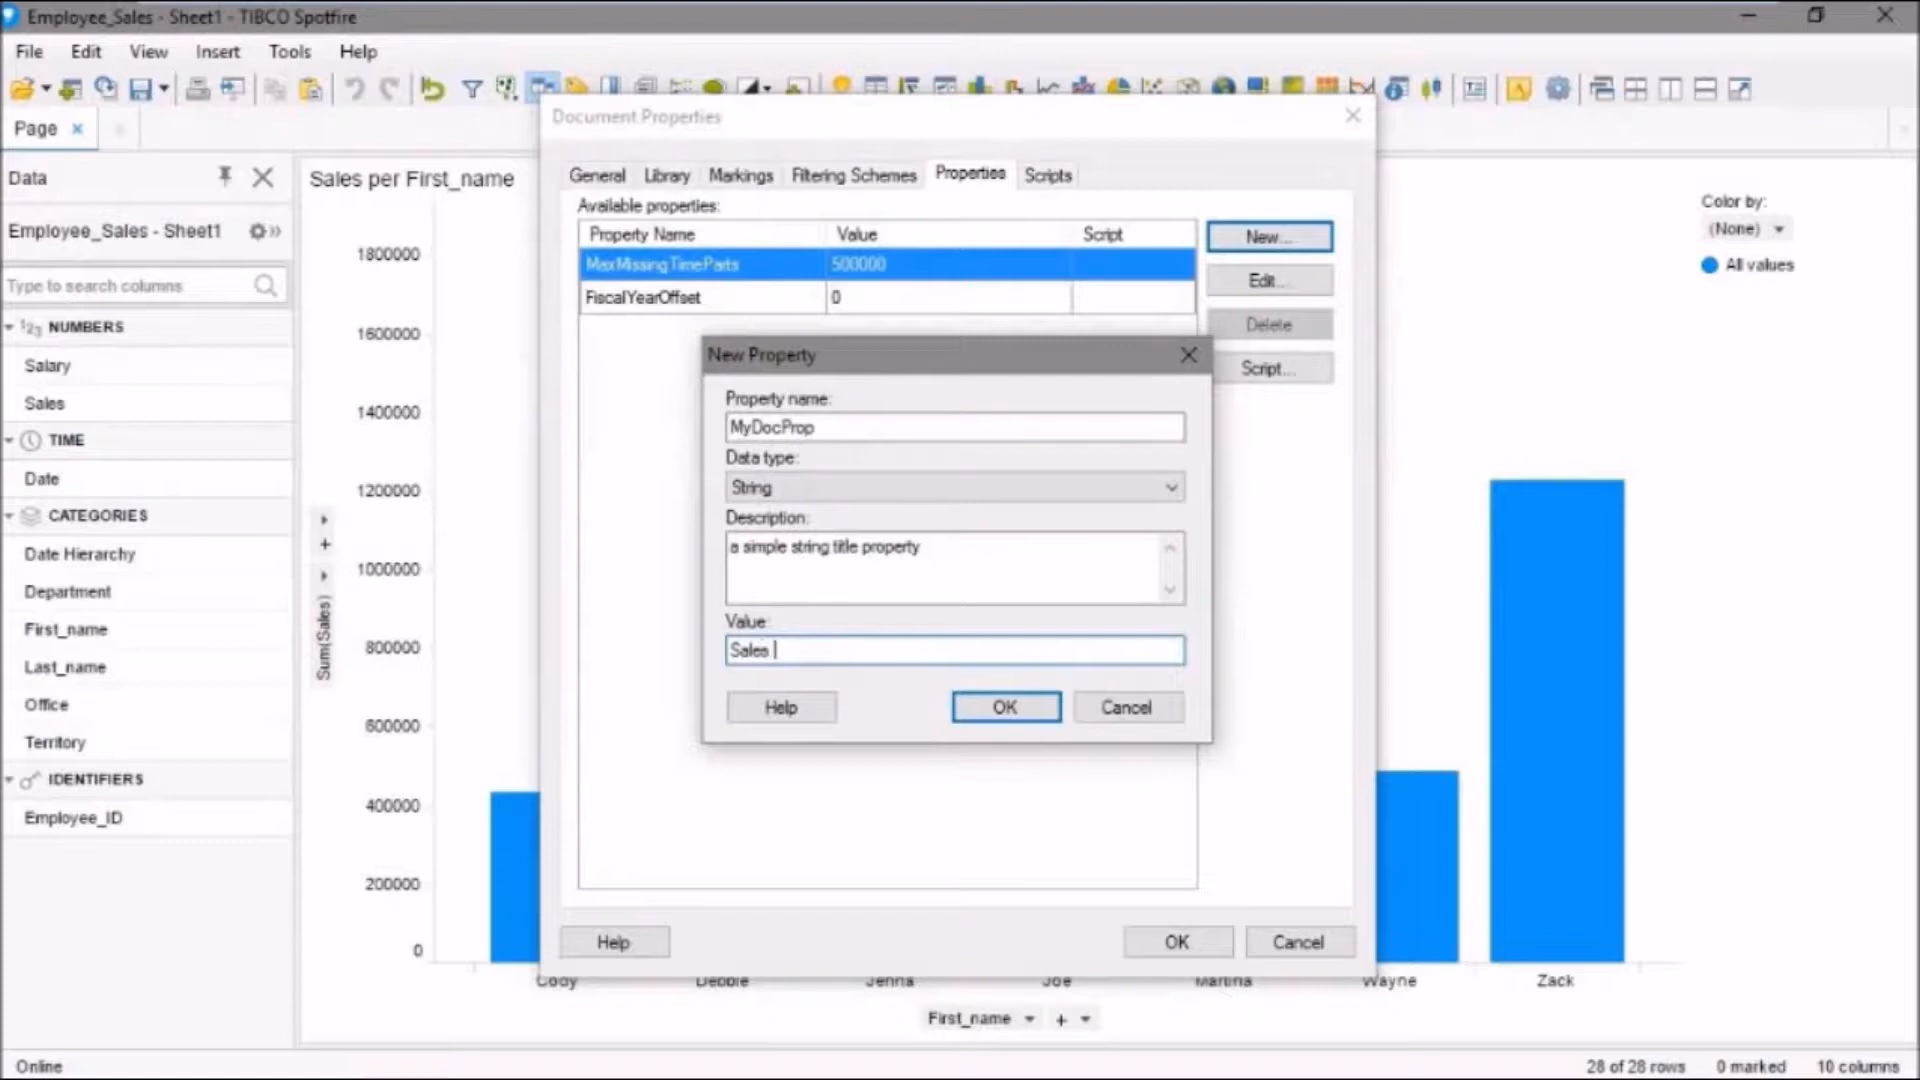 Employee_Sales - Sheet1 - TIBCO Spotfire
File Edit View Insert Tools Help
Page
Data
Employee_Sales - Sheet1
Type to search columns
NUMBERS
Salary
Sales
TIME
Date
CATEGORIES
Date Hierarchy
Department
First_name
Last_name
Office
Territory
IDENTIFIERS
Employee_ID
Sales per First_name
1800000
1600000
1400000
1200000
1000000
800000
600000
400000
200000
0
Sum(Sales)
Document Properties
General Library Markings Filtering Schemes Properties Scripts
Available properties:
Property Name Value Script
MaxMissingTimeParts 500000
FiscalYearOffset 0
New...
Edit...
Delete
Script...
New Property
Property name:
MyDocProp
Data type:
String
Description:
a simple string title property
Value:
Sales
Help OK Cancel
Help OK Cancel
Cody Debbie Jenna Joe Martina Wayne Zack
First_name
Color by:
(None)
All values
Online 28 of 28 rows 0 marked 10 columns